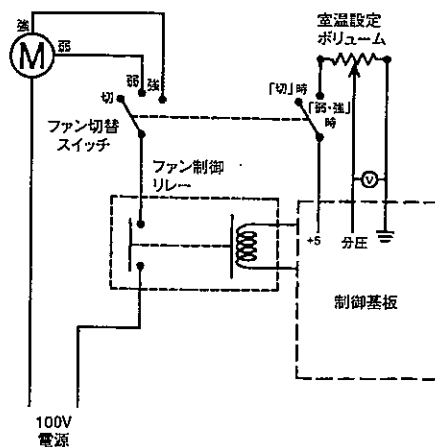 強
M
弱
弱
強
切
ファン切替
スイッチ
室温設定
ボリューム
「切」時
「弱・強」
時
ファン制御
リレー
V
+5
分圧
制御基板
100V
電源